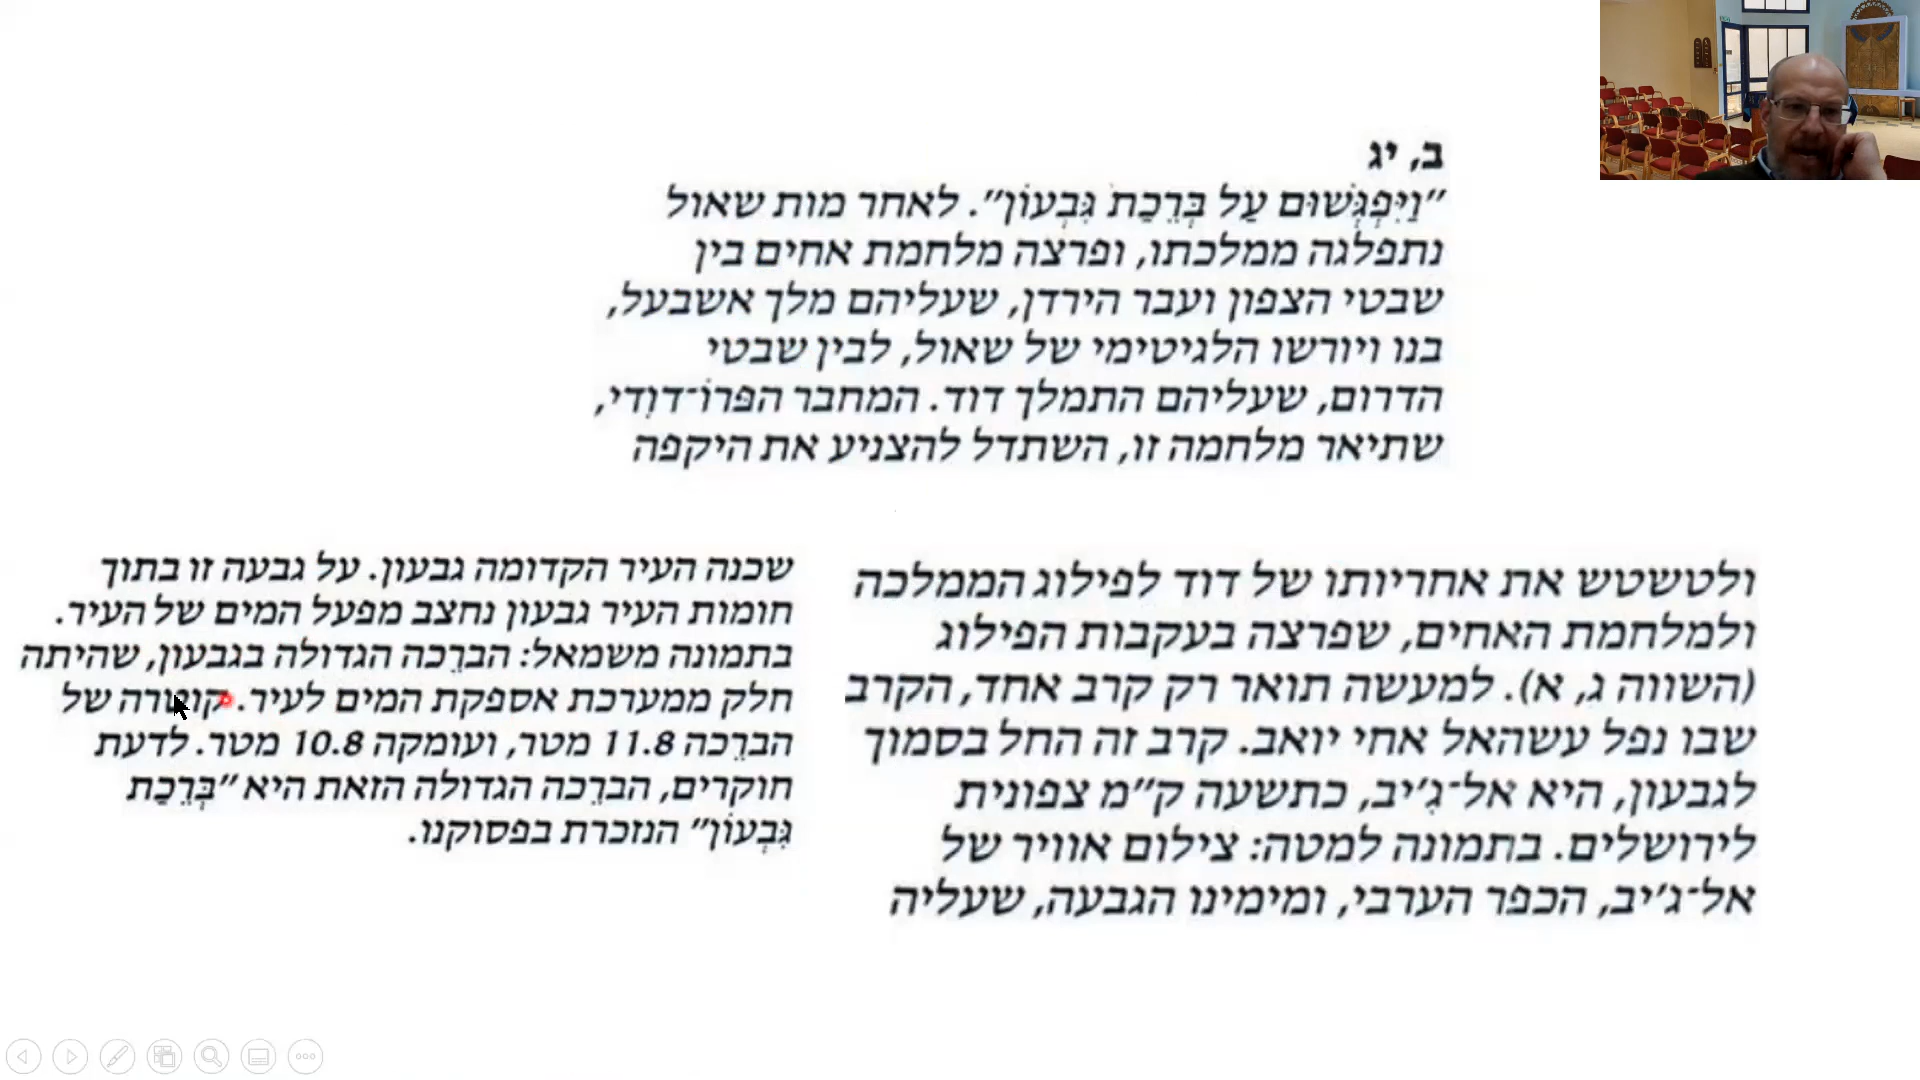 ב, יג
"וַיִּפְגְּשׁוּם עַל בְּרֵכַת גִּבְעוֹן". לאחר מות שאול
נתפלגה ממלכתו, ופרצה מלחמת אחים בין
שבטי הצפון ועבר הירדן, שעליהם מלך אשבעל,
בנו ויורשו הלגיטימי של שאול, לבין שבטי
הדרום, שעליהם התמלך דוד. המחבר הפּרוֹ־דוִדי,
שתיאר מלחמה זו, השתדל להצניע את היקפה
ולטשטש את אחריותו של דוד לפילוג הממלכה
ולמלחמת האחים, שפרצה בעקבות הפילוג
(השווה ג, א). למעשה תואר רק קרב אחד, הקרב
שבו נפל עשהאל אחי יואב. קרב זה החל בסמוך
לגבעון, היא אל־גִ'יב, כתשעה ק"מ צפונית
לירושלים. בתמונה למטה: צילום אוויר של
אל־ג'יב, הכפר הערבי, ומימינו הגבעה, שעליה
שכנה העיר הקדומה גבעון. על גבעה זו בתוך
חומות העיר גבעון נחצב מפעל המים של העיר.
בתמונה משמאל: הברֵכה הגדולה בגבעון, שהיתה
חלק ממערכת אספקת המים לעיר. קוטרה של
הברֵכה 11.8 מטר, ועומקה 10.8 מטר. לדעת
חוקרים, הברֵכה הגדולה הזאת היא "בְּרֵכַת
גִּבְעוֹן" הנזכרת בפסוקנו.